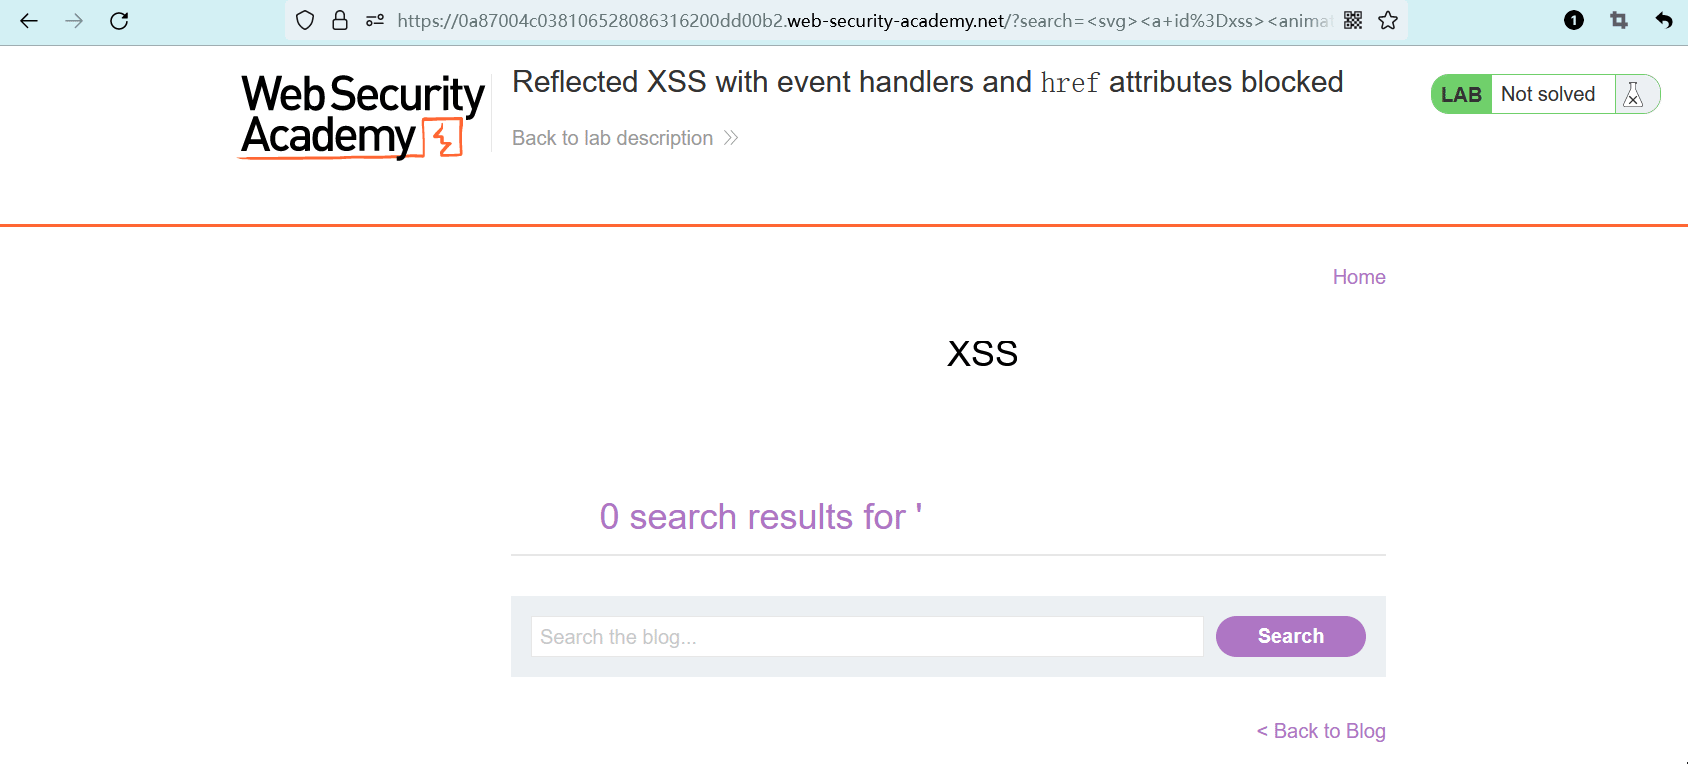 https://0a87004c038106528086316200dd00b2.web-security-academy.net/?search=<svg><a+id%3Dxss><animat
1
Web Security
Academy
Reflected XSS with event handlers and href attributes blocked
Back to lab description
LAB Not solved
Home
XSS
0 search results for '
Search the blog...
Search
< Back to Blog